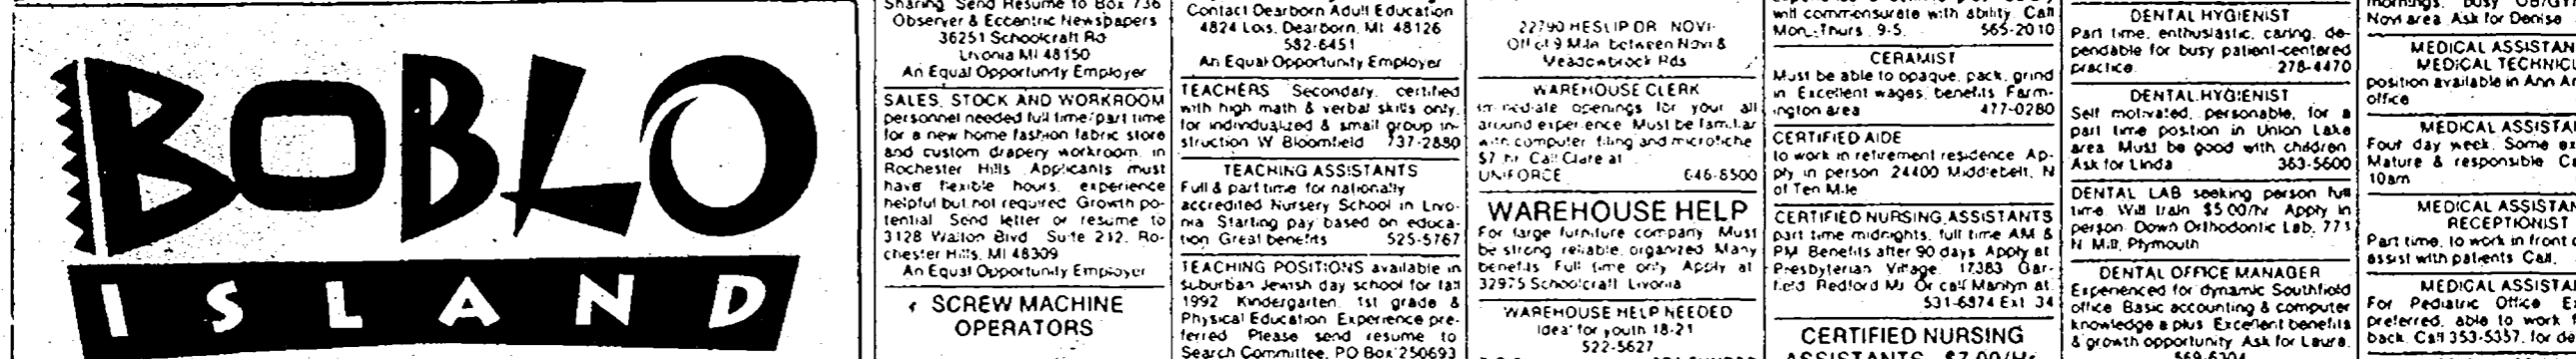 BOBLO
ISLAND
Sharing Send Resume to Box 736
Observer & Eccentric Newspapers
36251 Schoolcraft Rd
Livonia MI 48150
An Equal Opportunity Employer
SALES, STOCK AND WORKROOM
personnel needed full time/part time
for a new home fashion fabric store
and custom drapery workroom in
Rochester Hills Applicants must
have flexible hours, experience
helpful but not required Growth po-
tential Send letter or resume to
3128 Walton Blvd Suite 212, Ro-
chester Hills, MI 48309
An Equal Opportunity Employer
SCREW MACHINE
OPERATORS
Contact Dearborn Adult Education
4824 Lois, Dearborn, MI 48126
582-6451
An Equal Opportunity Employer
TEACHERS Secondary, certified
with high math & verbal skills only,
for individualized & small group in-
struction W Bloomfield 737-2880
TEACHING ASSISTANTS
Full & part time for nationally
accredited Nursery School in Livo-
nia Starting pay based on educa-
tion Great benefits 525-5767
TEACHING POSITIONS available in
suburban Jewish day school for fall
1992 Kindergarten, 1st grade &
Physical Education Experience pre-
ferred Please send resume to
Search Committee, PO Box 250693
22790 HESLIP DR NOVI-
Off of 9 Mile between Novi &
Meadowbrook Rds
WAREHOUSE CLERK
Immediate openings for your all
around experience Must be familiar
with computer filing and microfiche
$7 hr Call Clare at
UNIFORCE 646-8500
WAREHOUSE HELP
For large furniture company Must
be strong reliable, organized Many
benefits Full time only Apply at
32975 Schoolcraft Livonia
WAREHOUSE HELP NEEDED
Ideal for youth 18-21
522-5627
will commensurate with ability Call
Mon-Thurs 9-5. 565-2010
CERAMIST
Must be able to opaque, pack, grind
in Excellent wages, benefits Farm-
ington area 477-0280
CERTIFIED AIDE
to work in retirement residence Ap-
ply in person 24400 Middlebelt, N
of Ten Mile
CERTIFIED NURSING ASSISTANTS
part time midnights, full time AM &
PM Benefits after 90 days Apply at
Presbyterian Village 17383 Gar-
field Redford Mi Or call Marilyn at
531-6874 Ext 34
CERTIFIED NURSING
ASSISTANTS $7.00/Hr
DENTAL HYGIENIST
Part time, enthusiastic, caring, de-
pendable for busy patient-centered
practice 278-4470
DENTAL HYGIENIST
Self motivated, personable, for a
part time position in Union Lake
area Must be good with children
Ask for Linda 363-5600
DENTAL LAB seeking person full
time Will train $5 00/hr Apply in
person Down Orthodontic Lab, 771
N Mill, Plymouth
DENTAL OFFICE MANAGER
Experienced for dynamic Southfield
office Basic accounting & computer
knowledge a plus Excellent benefits
& growth opportunity Ask for Laura,
569-6304
mornings, busy OB/GY
Novi area Ask for Denise
MEDICAL ASSISTAN
MEDICAL TECHNICI
position available in Ann Ar
office
MEDICAL ASSISTA
Four day week. Some ex
Mature & responsible Ca
10am
MEDICAL ASSISTAN
RECEPTIONIST
Part time, to work in front o
assist with patients Call,
MEDICAL ASSISTAN
For Pediatric Office Ex
preferred, able to work f
back. Call 353-5357, for da